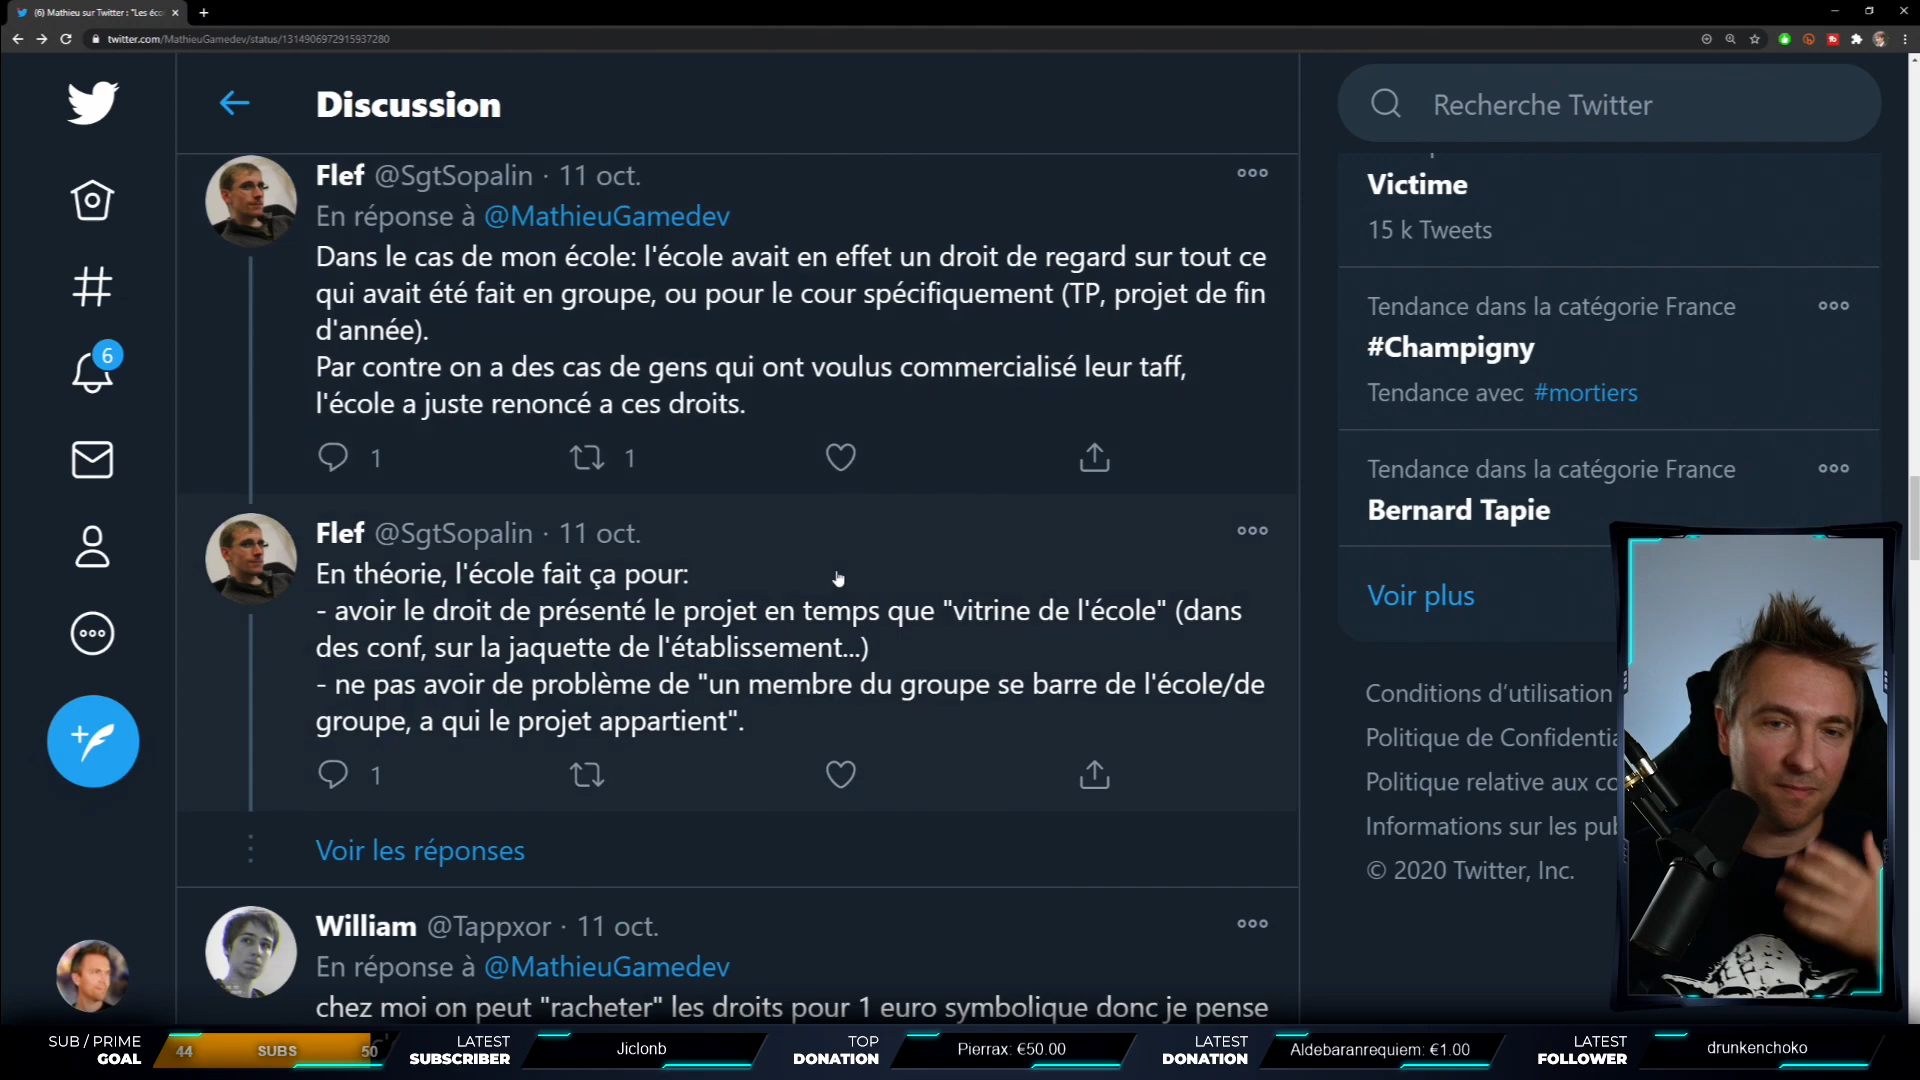 (6) Mathieu sur Twitter : "Les éco
twitter.com/MathieuGamedev/status/1314906972915937280
Discussion
Recherche Twitter
Flef @SgtSopalin · 11 oct.
En réponse à @MathieuGamedev
Dans le cas de mon école: l'école avait en effet un droit de regard sur tout ce
qui avait été fait en groupe, ou pour le cour spécifiquement (TP, projet de fin
d'année).
Par contre on a des cas de gens qui ont voulus commercialisé leur taff,
l'école a juste renoncé a ces droits.
1
1
Flef @SgtSopalin · 11 oct.
En théorie, l'école fait ça pour:
- avoir le droit de présenté le projet en temps que "vitrine de l'école" (dans
des conf, sur la jaquette de l'établissement...)
- ne pas avoir de problème de "un membre du groupe se barre de l'école/de
groupe, a qui le projet appartient".
1
Voir les réponses
William @Tappxor · 11 oct.
En réponse à @MathieuGamedev
chez moi on peut "racheter" les droits pour 1 euro symbolique donc je pense
6
Victime
15 k Tweets
Tendance dans la catégorie France
#Champigny
Tendance avec #mortiers
Tendance dans la catégorie France
Bernard Tapie
Voir plus
Conditions d'utilisation
Politique de Confidentia
Politique relative aux co
Informations sur les pub
© 2020 Twitter, Inc.
SUB / PRIME
GOAL
44
SUBS
50
LATEST
SUBSCRIBER
Jiclonb
TOP
DONATION
Pierrax: €50.00
LATEST
DONATION
Aldebaranrequiem: €1.00
LATEST
FOLLOWER
drunkenchoko